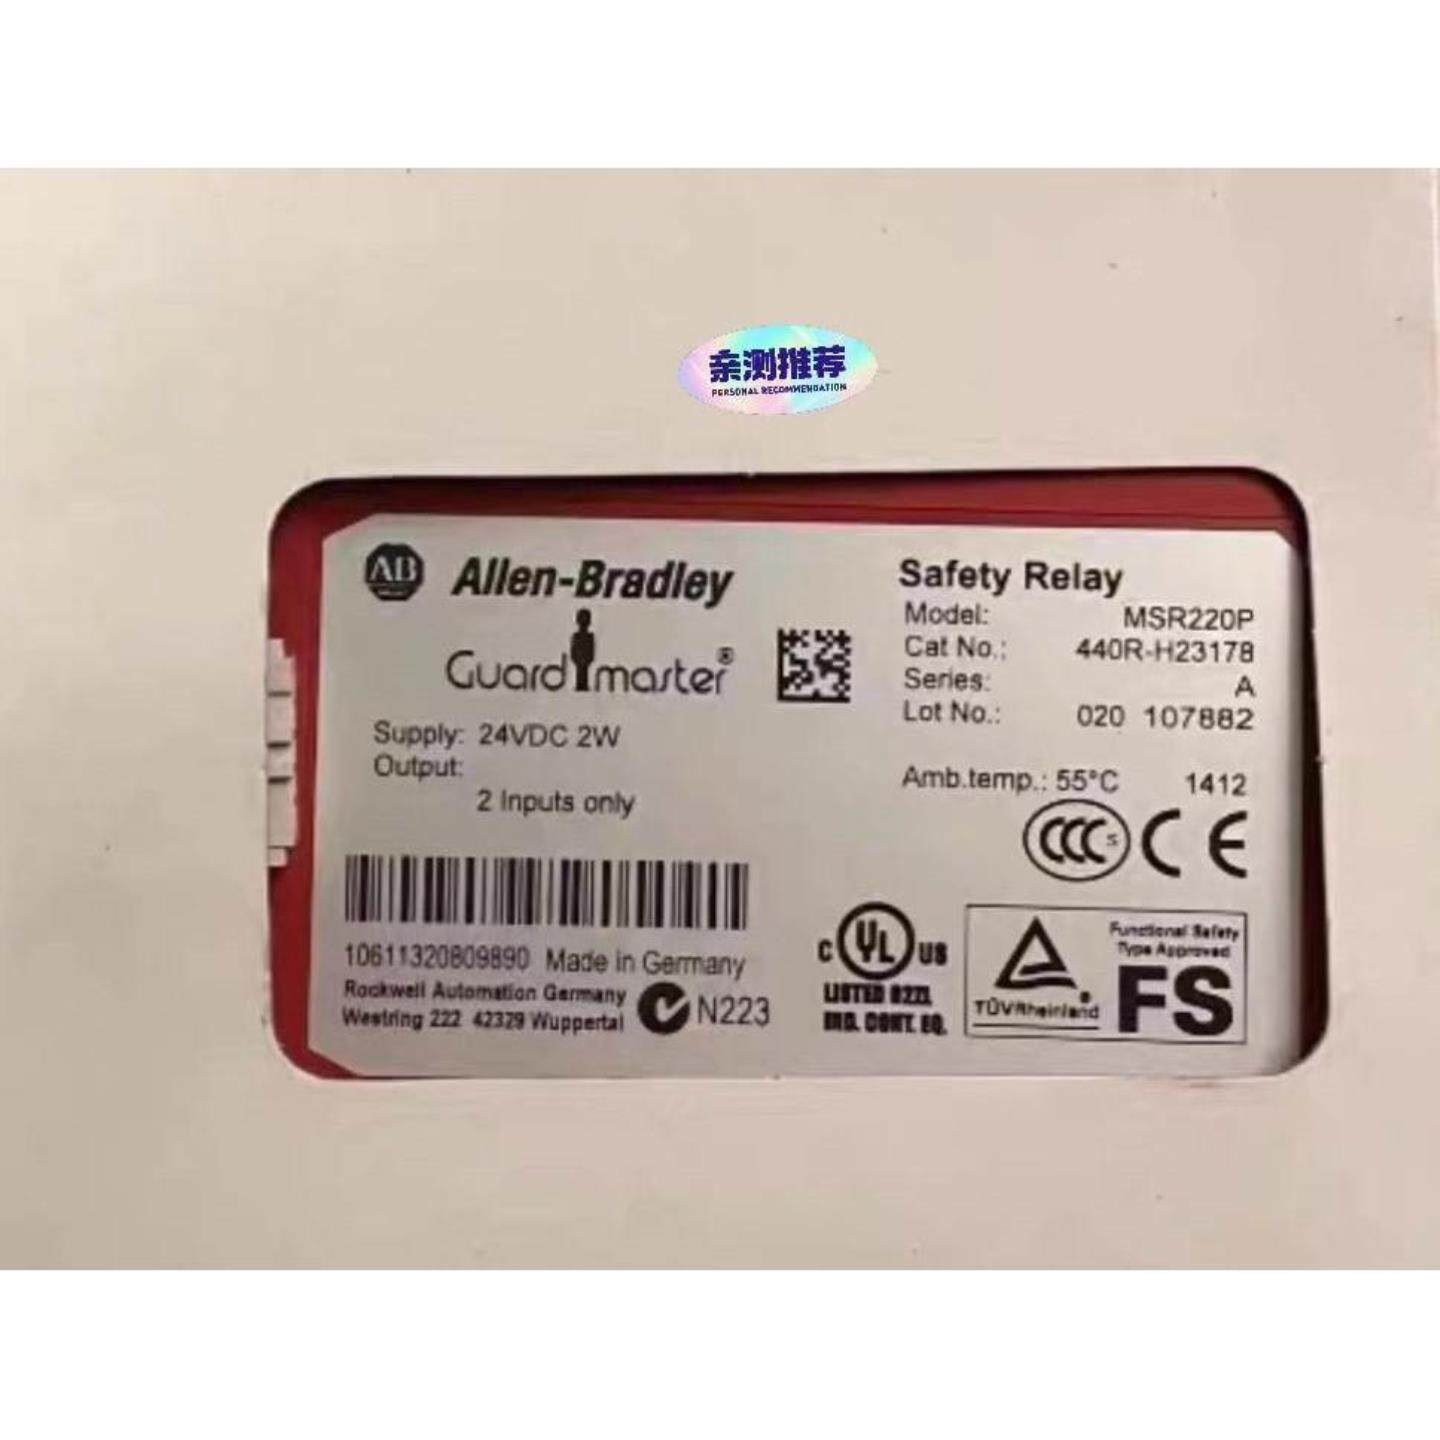 亲测推荐
PERSONAL RECOMMENDATION
AB Allen-Bradley
Guardmaster®
Supply: 24VDC 2W
Output:
2 Inputs only
Safety Relay
Model: MSR220P
Cat No.: 440R-H23178
Series: A
Lot No.: 020 107882
Amb.temp.: 55°C 1412
CCC S CE
10611320809890 Made in Germany
Rockwell Automation Germany
Westring 222 42329 Wuppertal
N223
C UL US
LISTED
IND. CONT. EQ.
TÜVRheinland®
Functional Safety
Type Approved
FS